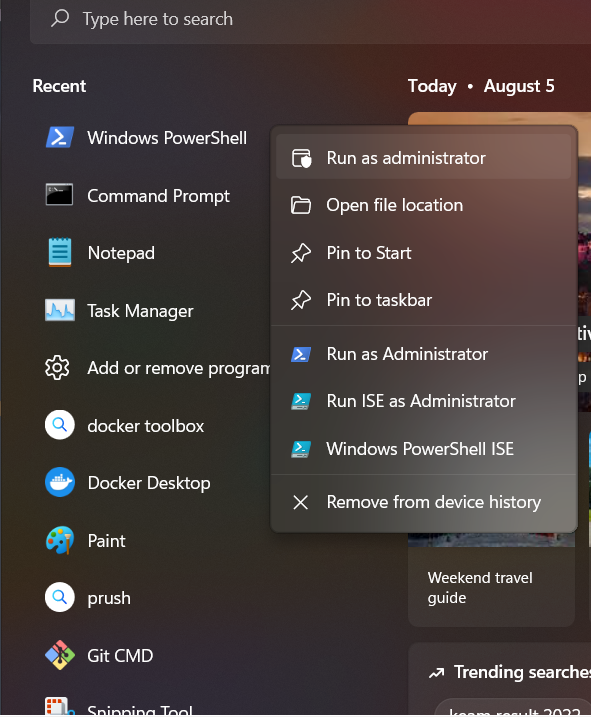 Type here to search
Recent
Today • August 5
Windows PowerShell
Command Prompt
Notepad
Task Manager
Add or remove program
docker toolbox
Docker Desktop
Paint
prush
Git CMD
Snipping Tool
Run as administrator
Open file location
Pin to Start
Pin to taskbar
Run as Administrator
Run ISE as Administrator
Windows PowerShell ISE
Remove from device history
Weekend travel
guide
Trending searches